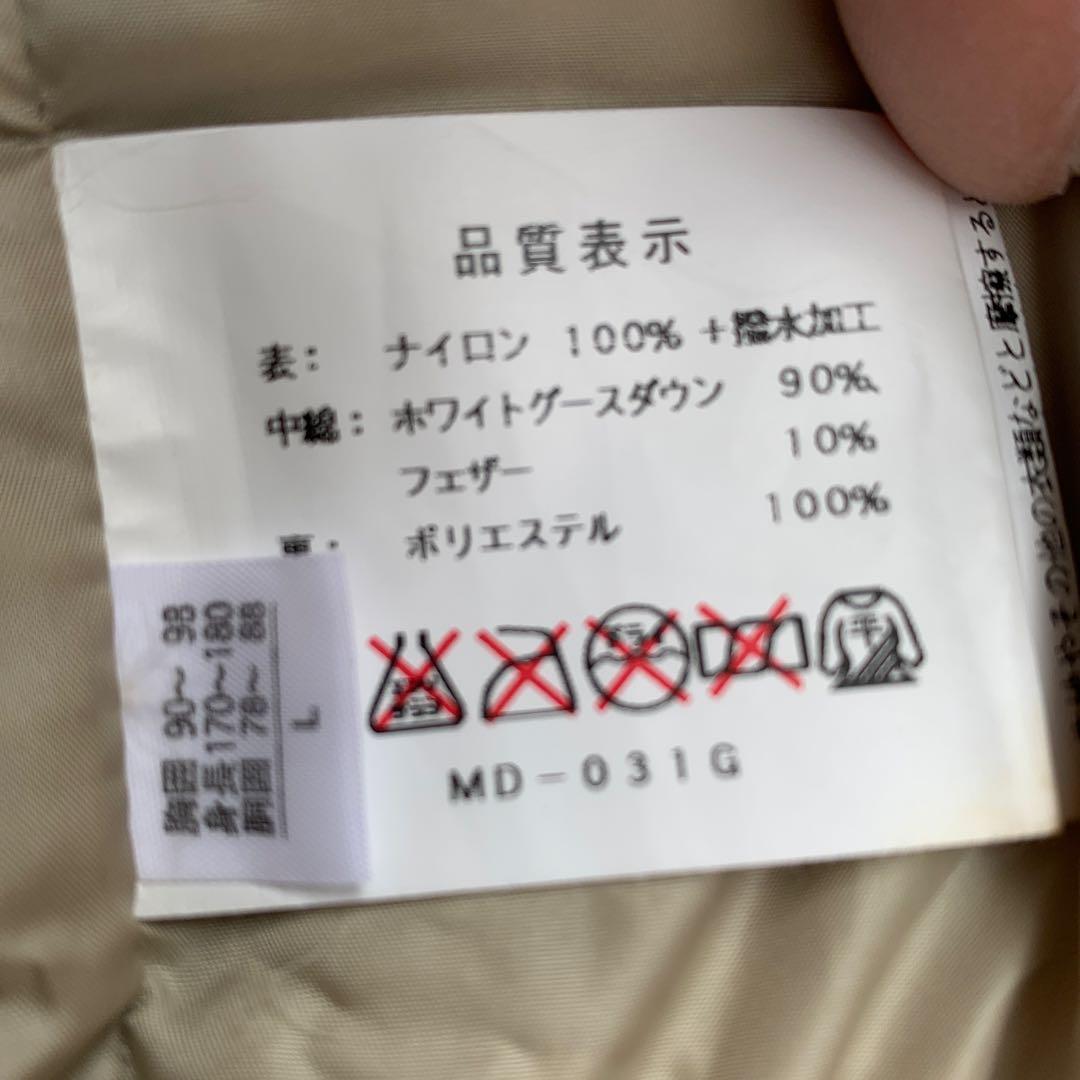 品質表示
表： ナイロン 100% +撥水加工
中綿： ホワイトグースダウン 90%
フェザー 10%
裏： ポリエステル 100%
平
MD-031G
胸囲 90～ 98
身長 170～180
胴囲 78～ 88
L